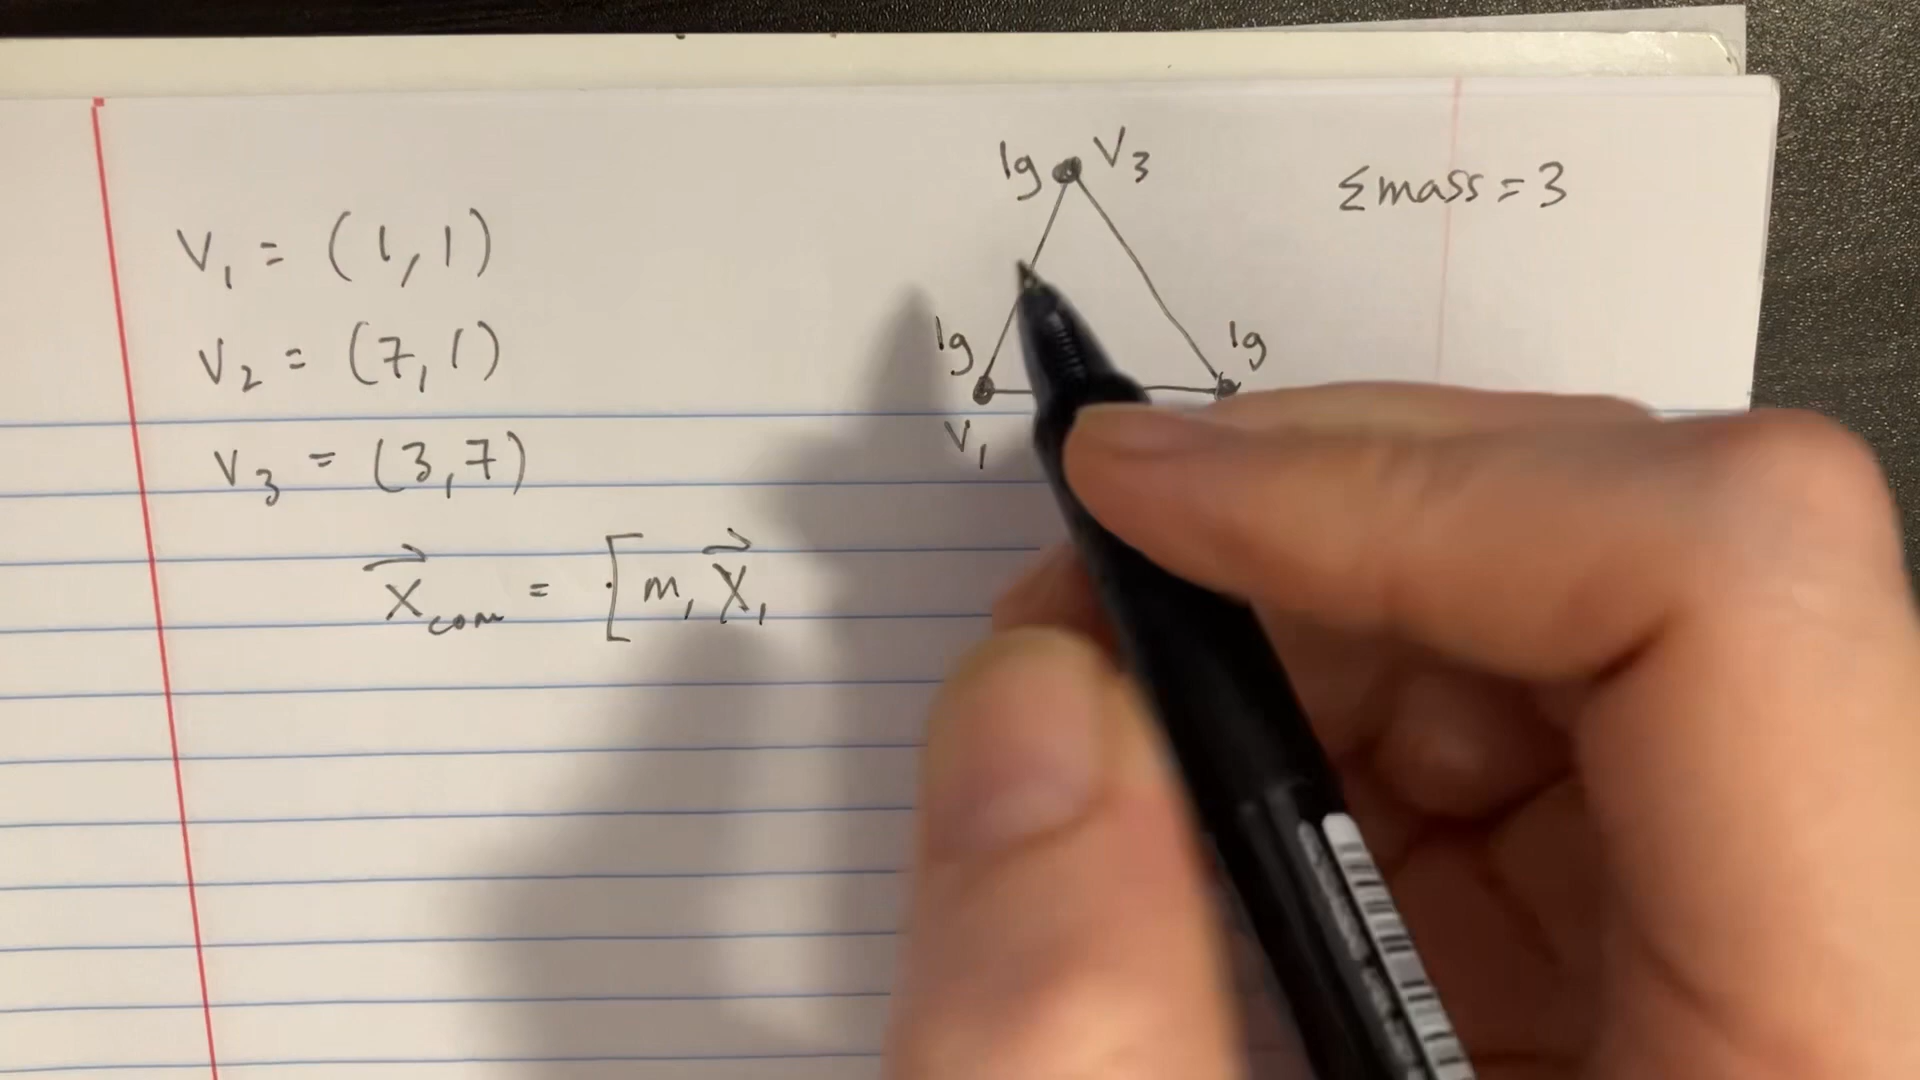 V₁ = (1,1)
V₂ = (7,1)
V₃ = (3,7)
x⃗com = [m₁ x⃗₁
1g V₃
1g
1g
V₁
Σmass=3